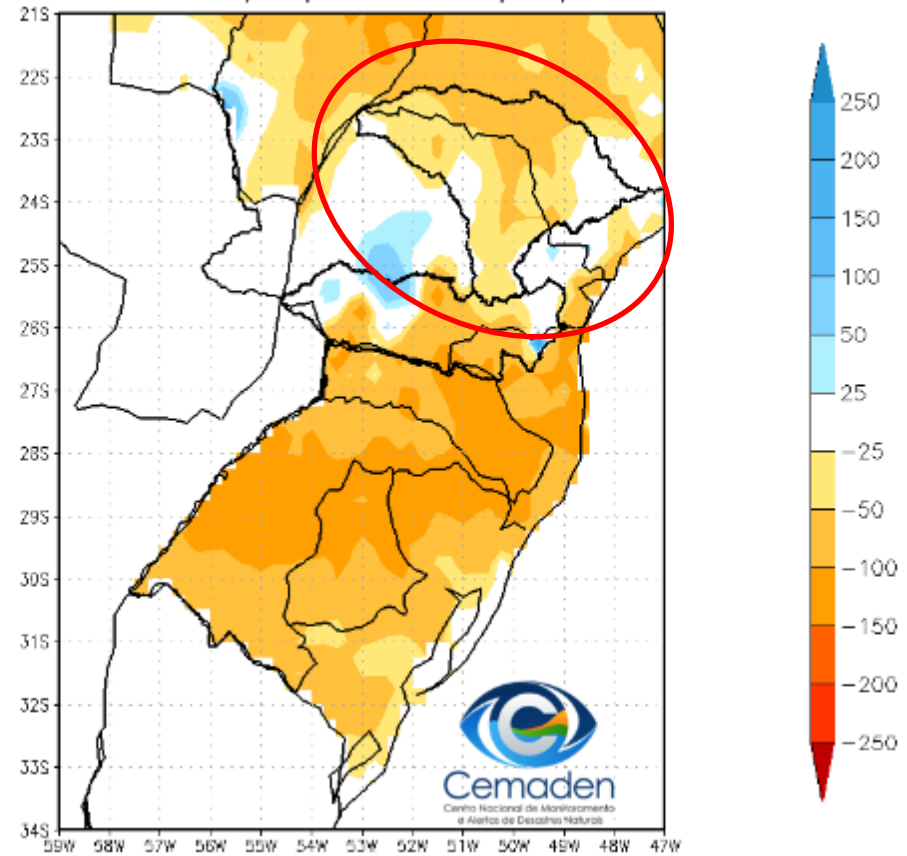 21S
22S
23S
24S
25S
26S
27S
28S
29S
30S
31S
32S
33S
34S
59W 58W 57W 56W 55W 54W 53W 52W 51W 50W 49W 48W 47W
250
200
150
100
50
25
−25
−50
−100
−150
−200
−250
Cemaden
Centro Nacional de Monitoramento
e Alertas de Desastres Naturais